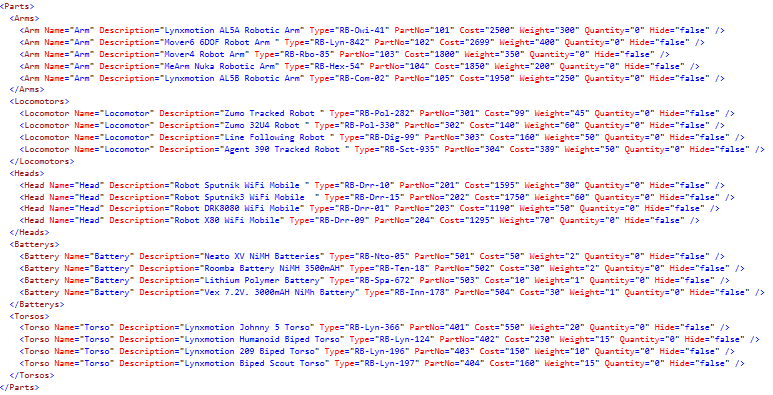 <Parts>
<Arms>
<Arm Name="Arm" Description="Lynxmotion AL5A Robotic Arm" Type="RB-Owi-41" PartNo="101" Cost="2500" Weight="300" Quantity="0" Hide="false" />
<Arm Name="Arm" Description="Mover6 6DOF Robot Arm " Type="RB-Lyn-842" PartNo="102" Cost="2699" Weight="400" Quantity="0" Hide="false" />
<Arm Name="Arm" Description="Mover4 Robot Arm" Type="RB-Rbo-85" PartNo="103" Cost="1800" Weight="350" Quantity="0" Hide="false" />
<Arm Name="Arm" Description="MeArm Nuka Robotic Arm" Type="RB-Hex-54" PartNo="104" Cost="1850" Weight="200" Quantity="0" Hide="false" />
<Arm Name="Arm" Description="Lynxmotion AL5B Robotic Arm" Type="RB-Com-02" PartNo="105" Cost="1950" Weight="250" Quantity="0" Hide="false" />
</Arms>
<Locomotors>
<Locomotor Name="Locomotor" Description="Zumo Tracked Robot " Type="RB-Pol-282" PartNo="301" Cost="99" Weight="45" Quantity="0" Hide="false" />
<Locomotor Name="Locomotor" Description="Zumo 32U4 Robot " Type="RB-Pol-330" PartNo="302" Cost="140" Weight="60" Quantity="0" Hide="false" />
<Locomotor Name="Locomotor" Description="Line Following Robot " Type="RB-Dig-99" PartNo="303" Cost="160" Weight="50" Quantity="0" Hide="false" />
<Locomotor Name="Locomotor" Description="Agent 390 Tracked Robot " Type="RB-Sct-935" PartNo="304" Cost="389" Weight="50" Quantity="0" Hide="false" />
</Locomotors>
<Heads>
<Head Name="Head" Description="Robot Sputnik WiFi Mobile " Type="RB-Drr-10" PartNo="201" Cost="1595" Weight="80" Quantity="0" Hide="false" />
<Head Name="Head" Description="Robot Sputnik3 WiFi Mobile  " Type="RB-Drr-15" PartNo="202" Cost="1750" Weight="60" Quantity="0" Hide="false" />
<Head Name="Head" Description="Robot DRK8080 WiFi Mobile" Type="RB-Drr-01" PartNo="203" Cost="1190" Weight="50" Quantity="0" Hide="false" />
<Head Name="Head" Description="Robot X80 WiFi Mobile" Type="RB-Drr-09" PartNo="204" Cost="1295" Weight="70" Quantity="0" Hide="false" />
</Heads>
<Batterys>
<Battery Name="Battery" Description="Neato XV NiMH Batteries" Type="RB-Nto-05" PartNo="501" Cost="50" Weight="2" Quantity="0" Hide="false" />
<Battery Name="Battery" Description="Roomba Battery NiMH 3500mAH" Type="RB-Ten-18" PartNo="502" Cost="30" Weight="2" Quantity="0" Hide="false" />
<Battery Name="Battery" Description="Lithium Polymer Battery" Type="RB-Spa-672" PartNo="503" Cost="10" Weight="1" Quantity="0" Hide="false" />
<Battery Name="Battery" Description="Vex 7.2V. 3000mAH NiMh Battery" Type="RB-Inn-178" PartNo="504" Cost="30" Weight="1" Quantity="0" Hide="false" />
</Batterys>
<Torsos>
<Torso Name="Torso" Description="Lynxmotion Johnny 5 Torso" Type="RB-Lyn-366" PartNo="401" Cost="550" Weight="20" Quantity="0" Hide="false" />
<Torso Name="Torso" Description="Lynxmotion Humanoid Biped Torso" Type="RB-Lyn-124" PartNo="402" Cost="230" Weight="15" Quantity="0" Hide="false" />
<Torso Name="Torso" Description="Lynxmotion 209 Biped Torso" Type="RB-Lyn-196" PartNo="403" Cost="150" Weight="10" Quantity="0" Hide="false" />
<Torso Name="Torso" Description="Lynxmotion Biped Scout Torso" Type="RB-Lyn-197" PartNo="404" Cost="160" Weight="15" Quantity="0" Hide="false" />
</Torsos>
</Parts>